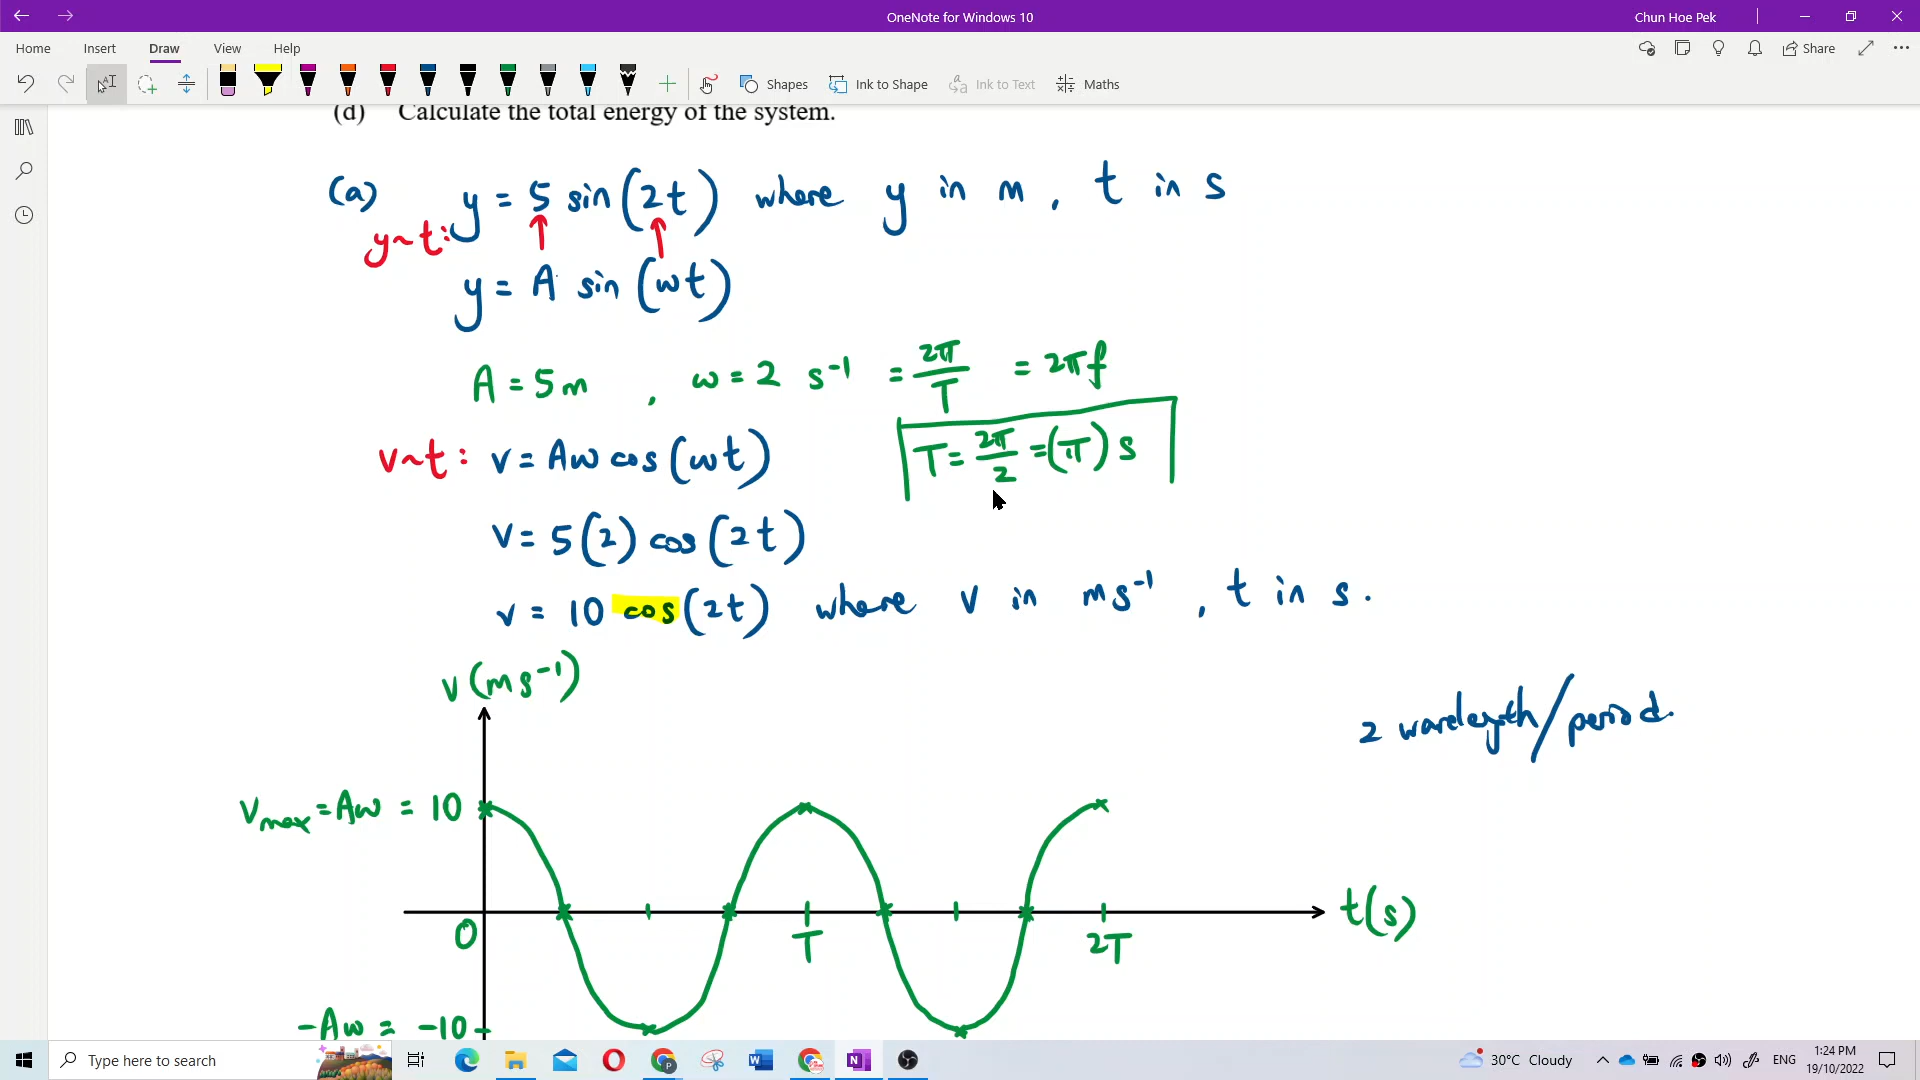 OneNote for Windows 10
Chun Hoe Pek
Home Insert Draw View Help
Share
Shapes Ink to Shape Ink to Text Maths
(d) Calculate the total energy of the system.
(a) y = 5 sin (2t) where y in m, t in s
y~t:
y = A sin (ωt)
A = 5m , ω = 2 s⁻¹ = 2π/T = 2πf
T = 2π/2 = (π) s
v~t: v = Aω cos (ωt)
v = 5(2) cos (2t)
v = 10 cos (2t) where v in ms⁻¹, t in s.
v (ms⁻¹)
2 wavelength/period.
Vmax = Aω = 10
t(s)
0 T 2T
-Aω = -10
Type here to search
30°C Cloudy
ENG
1:24 PM
19/10/2022